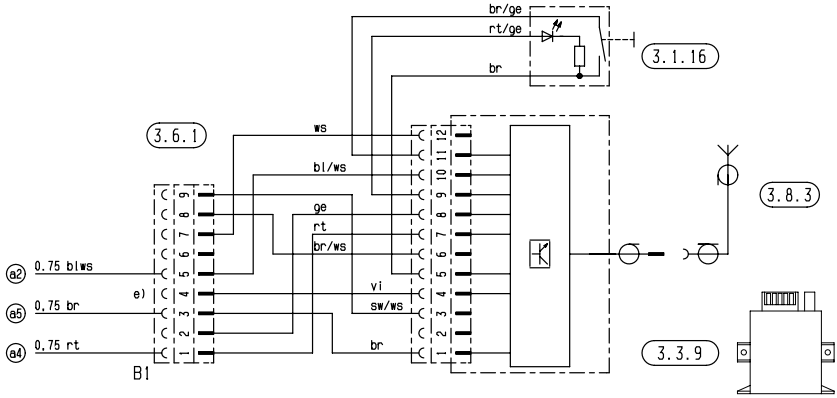 br/ge
rt/ge
3.1.16
br
3.6.1
ws
12
11
bl/ws
10
9
9
3.8.3
8
ge
8
7
rt
7
6
br/ws
6
a2
0.75 blws
5
5
e)
4
vi
4
a5
0,75 br
3
sw/ws
3
2
2
a4
0.75 rt
1
br
1
3.3.9
B1